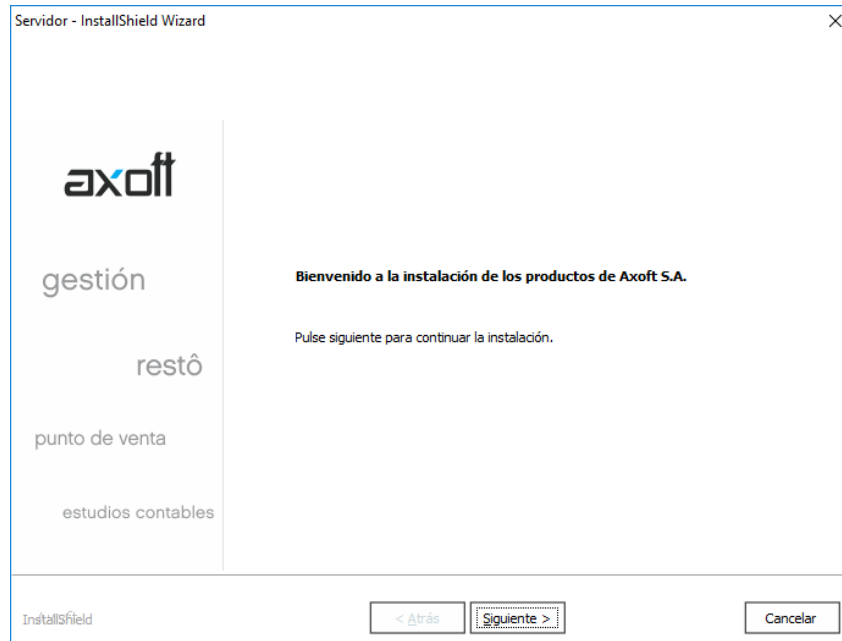 Servidor - InstallShield Wizard
axoft
gestión
restô
punto de venta
estudios contables
Bienvenido a la instalación de los productos de Axoft S.A.
Pulse siguiente para continuar la instalación.
InstallShield
< Atrás
Siguiente >
Cancelar